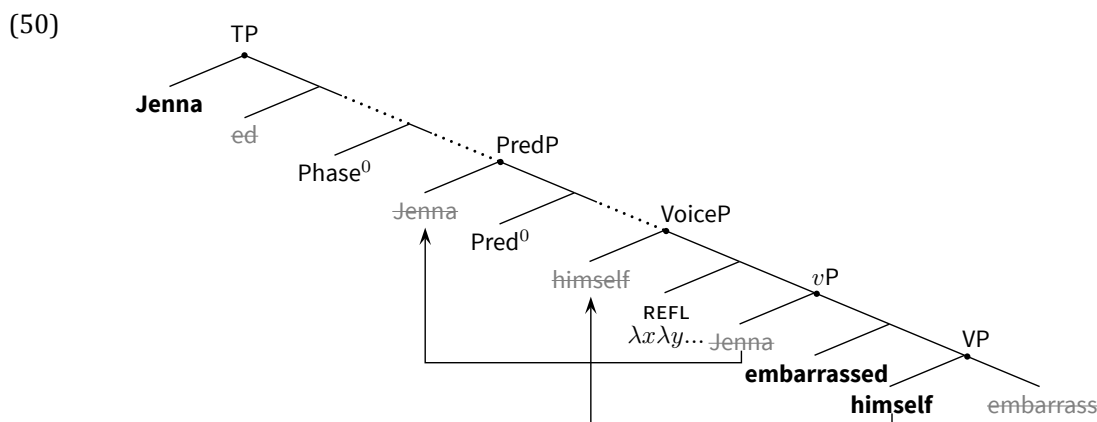 (50)
TP
Jenna
ed
Phase⁰
PredP
Jenna
Pred⁰
VoiceP
himself
REFL
λxλy...
vP
Jenna
embarrassed
VP
himself
embarrass